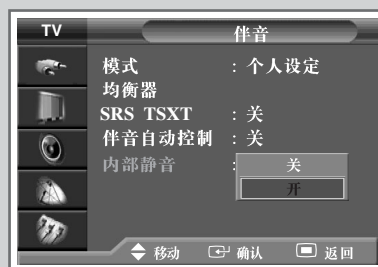 TV 伴音
模式 : 个人设定
均衡器
SRS TSXT : 关
伴音自动控制 : 关
内部静音 : 关
开
移动 确认 返回